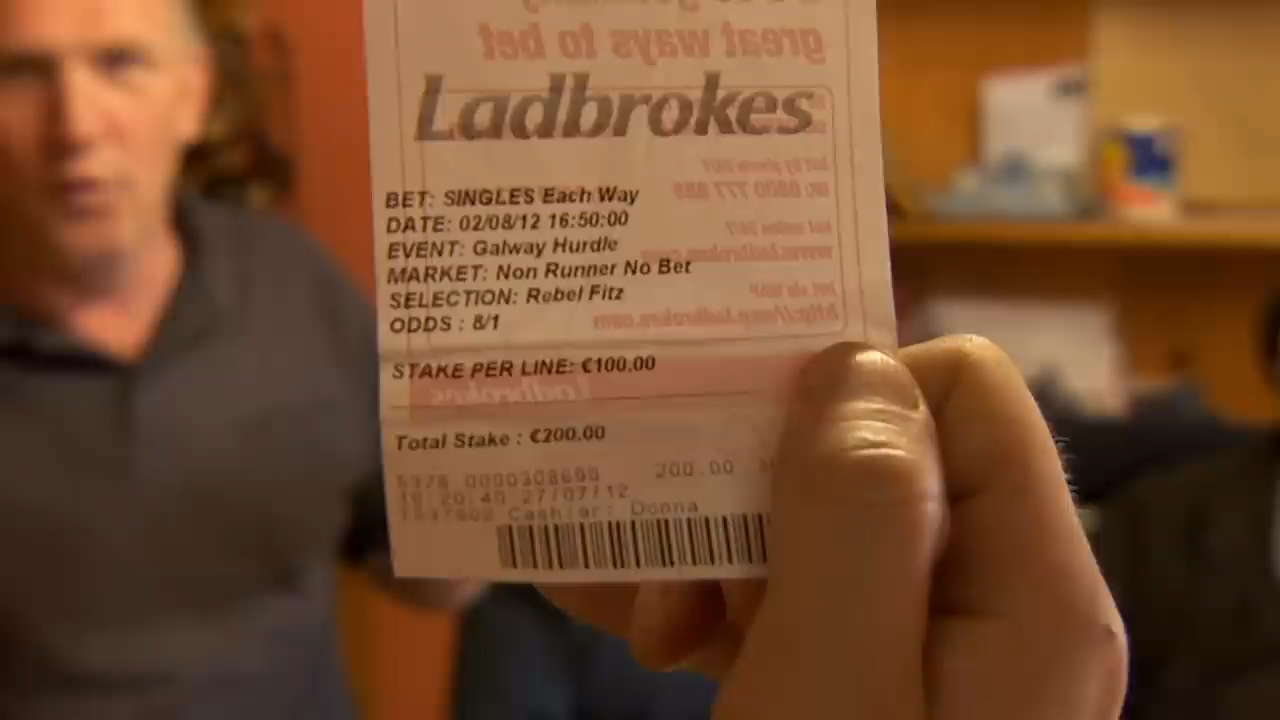 great ways to bet
Ladbrokes
BET: SINGLES Each Way
DATE: 02/08/12 16:50:00
EVENT: Galway Hurdle
MARKET: Non Runner No Bet
SELECTION: Rebel Fitz
ODDS : 8/1
STAKE PER LINE: €100.00
Ladbrokes
Total Stake : €200.00
0000308690 200.00
27/07/12
Cashier: Donna